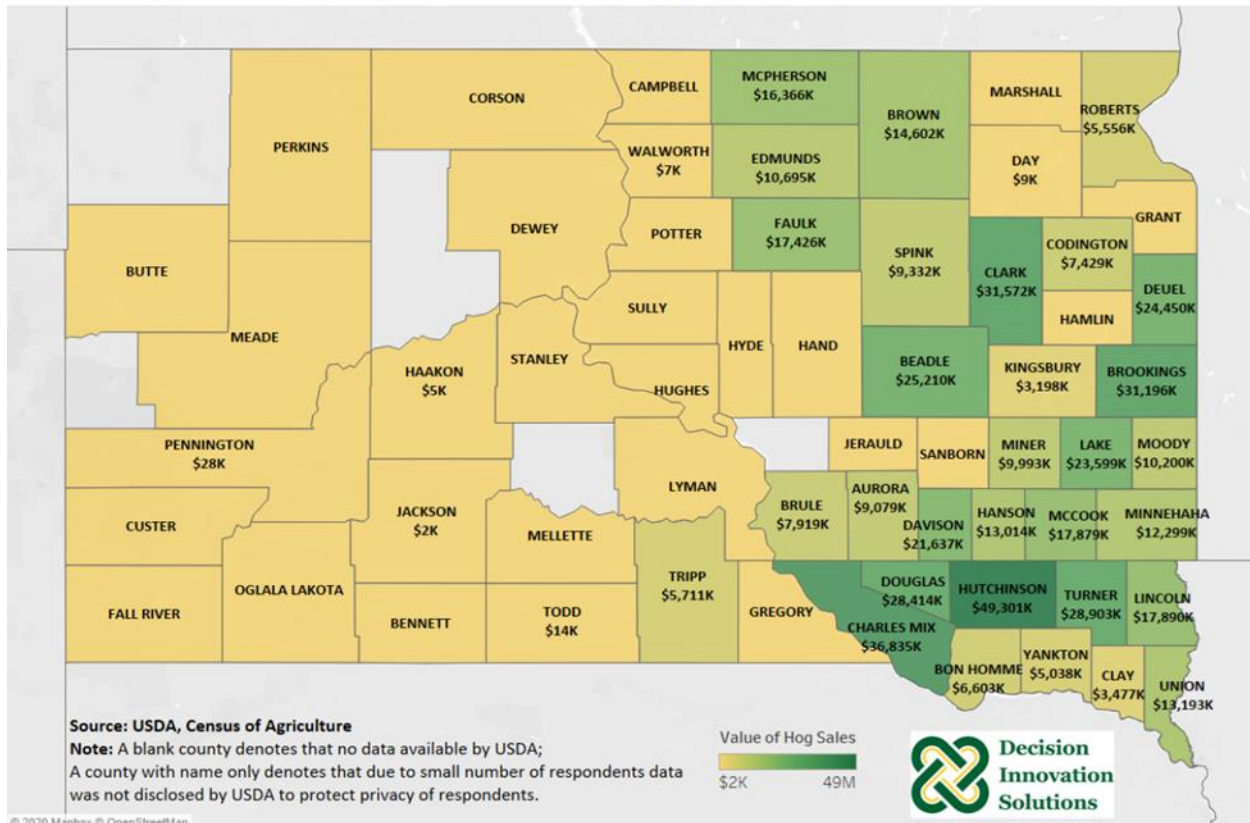 CORSON
CAMPBELL
MCPHERSON
$16,366K
BROWN
$14,602K
MARSHALL
ROBERTS
$5,556K
PERKINS
WALWORTH
$7K
EDMUNDS
$10,695K
DAY
$9K
BUTTE
DEWEY
POTTER
FAULK
$17,426K
SPINK
$9,332K
CLARK
$31,572K
GRANT
CODINGTON
$7,429K
DEUEL
$24,450K
HAMLIN
MEADE
SULLY
STANLEY
HAAKON
$5K
HUGHES
HYDE
HAND
BEADLE
$25,210K
KINGSBURY
$3,198K
BROOKINGS
$31,196K
PENNINGTON
$28K
LYMAN
JERAULD
SANBORN
MINER
$9,993K
LAKE
$23,599K
MOODY
$10,200K
CUSTER
JACKSON
$2K
MELLETTE
BRULE
$7,919K
AURORA
$9,079K
DAVISON
$21,637K
HANSON
$13,014K
MCCOOK
$17,879K
MINNEHAHA
$12,299K
FALL RIVER
OGLALA LAKOTA
BENNETT
TODD
$14K
TRIPP
$5,711K
GREGORY
CHARLES MIX
$36,835K
DOUGLAS
$28,414K
HUTCHINSON
$49,301K
TURNER
$28,903K
LINCOLN
$17,890K
BON HOMME
$6,603K
YANKTON
$5,038K
CLAY
$3,477K
UNION
$13,193K
Source: USDA, Census of Agriculture
Note: A blank county denotes that no data available by USDA;
A county with name only denotes that due to small number of respondents data
was not disclosed by USDA to protect privacy of respondents.
Value of Hog Sales
$2K 49M
Decision
Innovation
Solutions
© 2020 Mapbox © OpenStreetMap